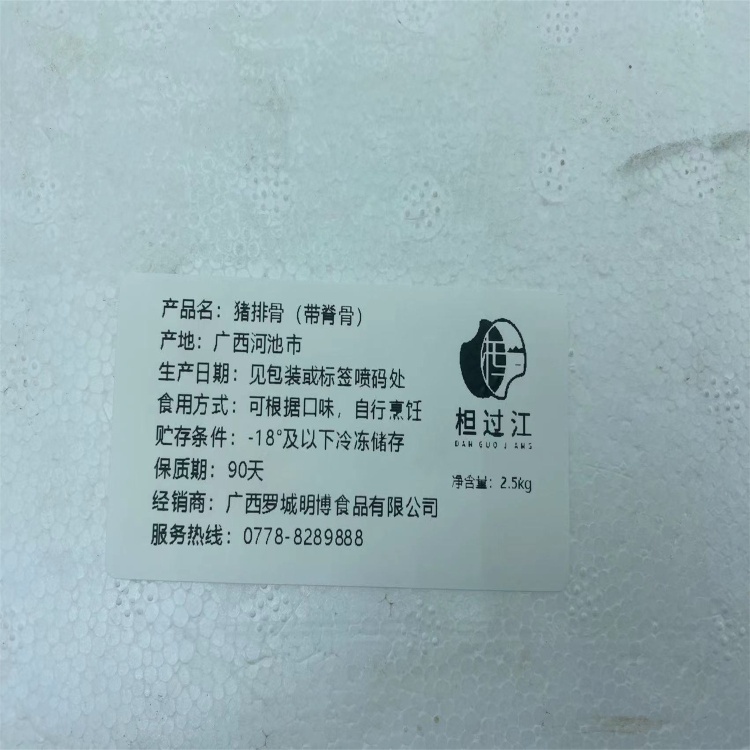 产品名：猪排骨（带脊骨）
产地：广西河池市
生产日期：见包装或标签喷码处
食用方式：可根据口味，自行烹饪
贮存条件：-18°及以下冷冻储存
保质期：90天
经销商：广西罗城明博食品有限公司
服务热线：0778-8289888
柦过江
DAN GUO JIANG
净含量：2.5kg